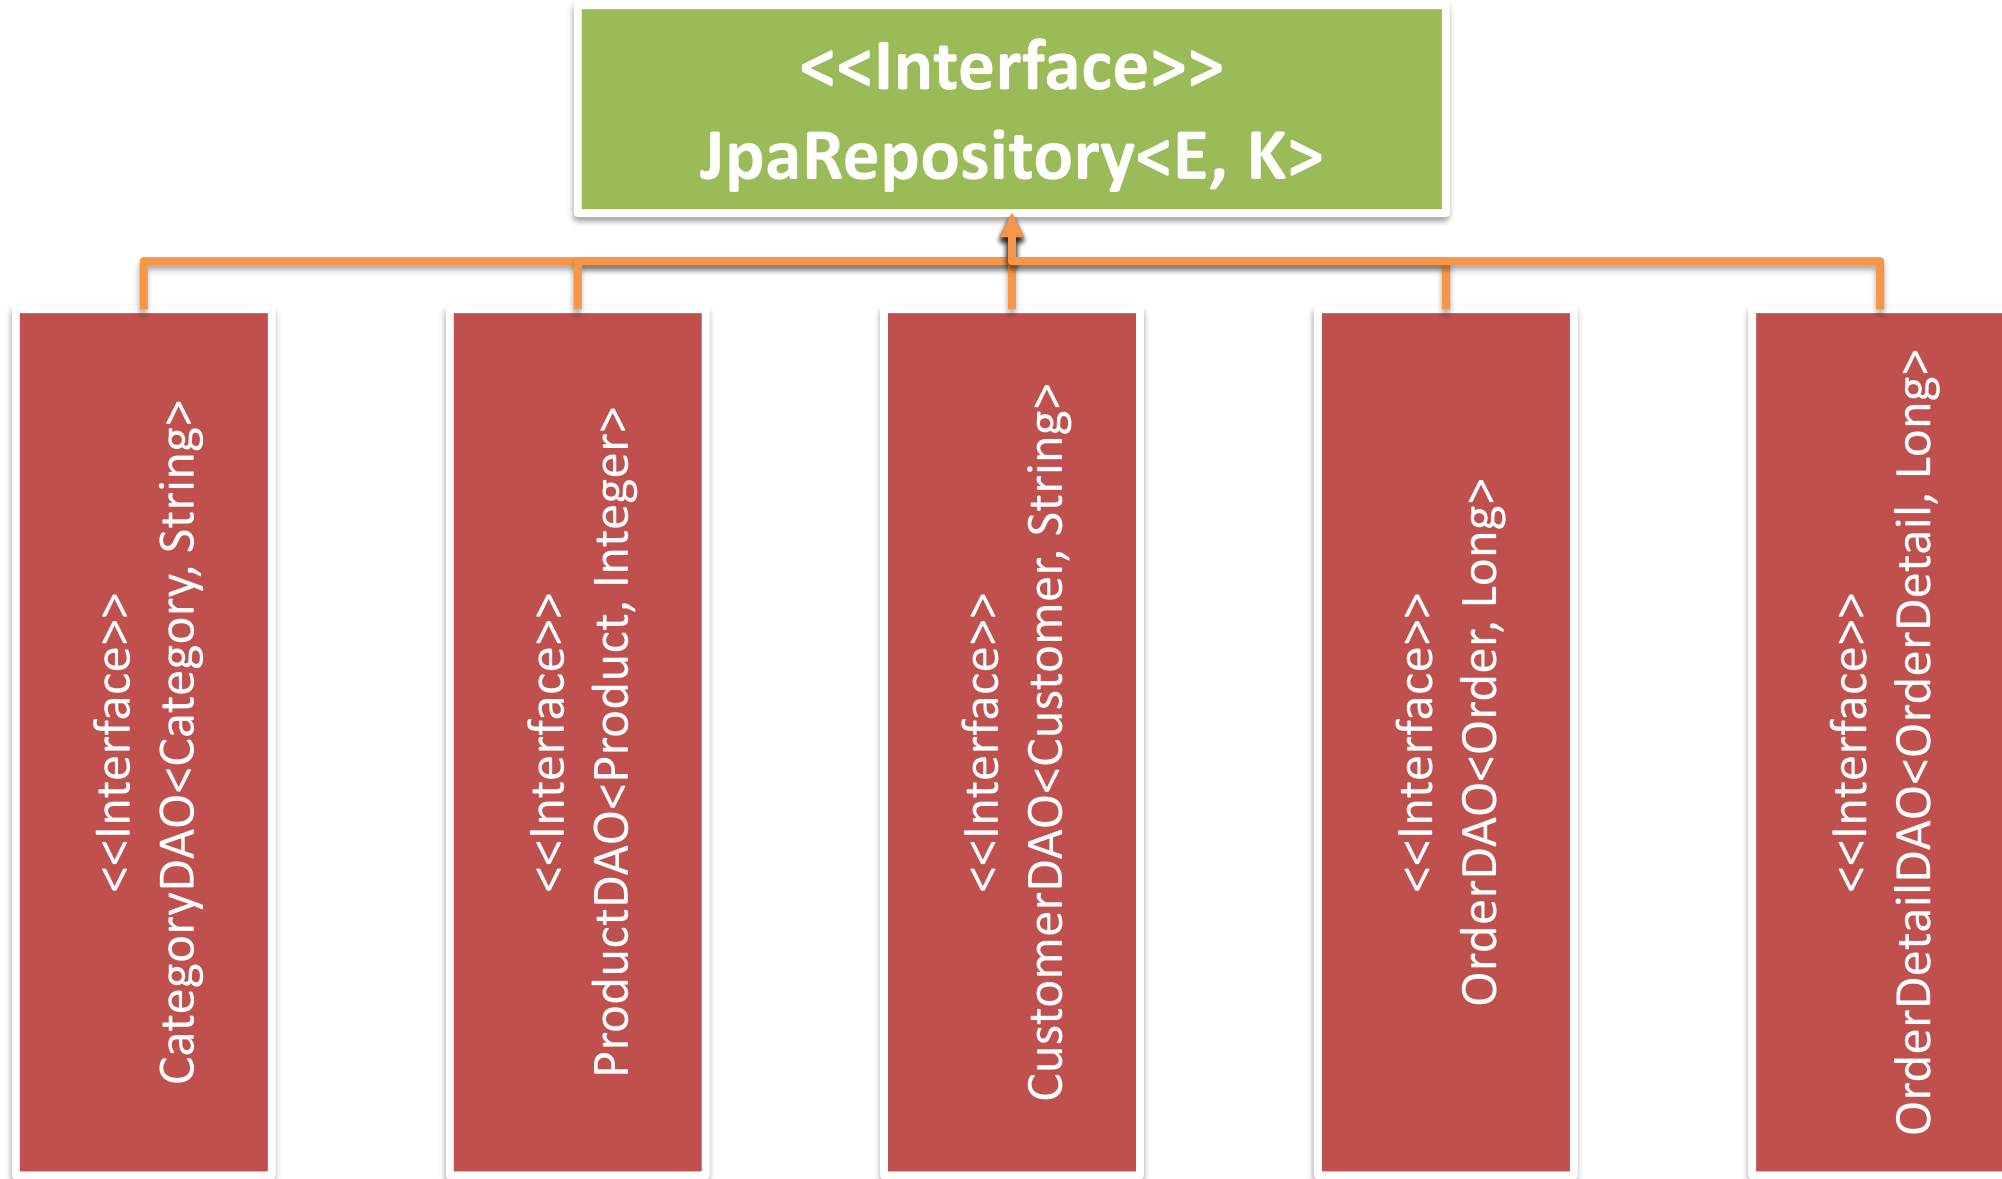 <<Interface>>
JpaRepository<E, K>
<<Interface>>
CategoryDAO<Category, String>
<<Interface>>
ProductDAO<Product, Integer>
<<Interface>>
CustomerDAO<Customer, String>
<<Interface>>
OrderDAO<Order, Long>
<<Interface>>
OrderDetailDAO<OrderDetail, Long>